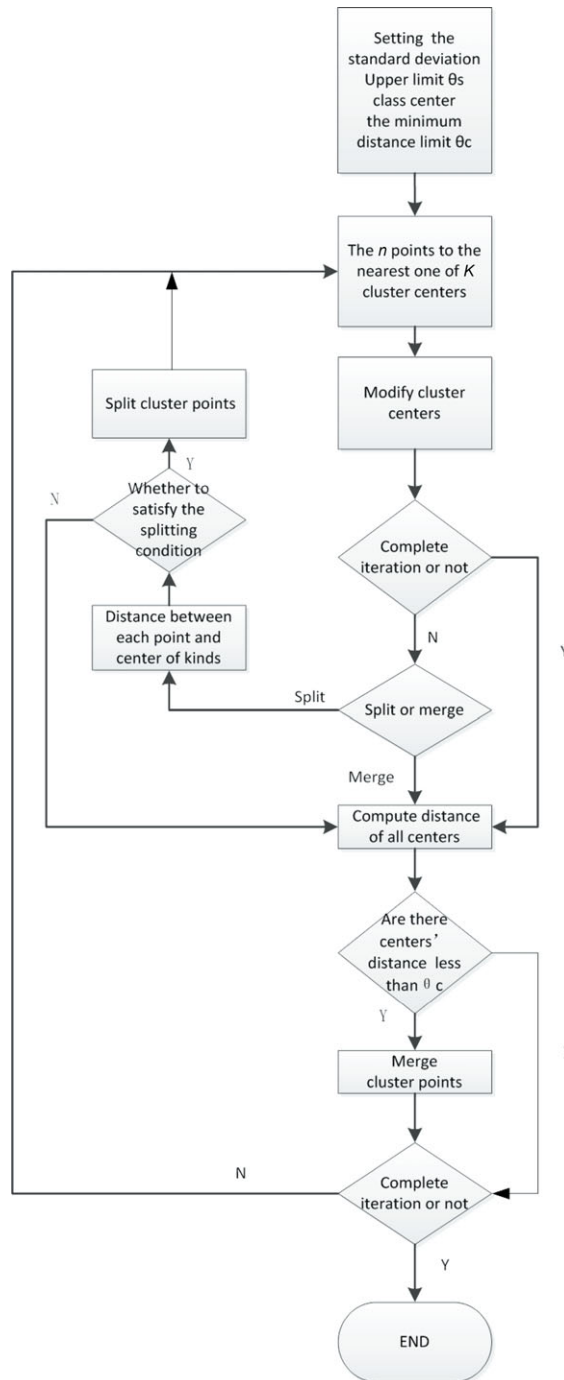 Setting the
standard deviation
Upper limit θs
class center
the minimum
distance limit θc
The n points to the
nearest one of K
cluster centers
Split cluster points
Modify cluster
centers
Y
N
Whether to
satisfy the
splitting
condition
Complete
iteration or not
Distance between
each point and
center of kinds
N
Split
Split or merge
Merge
Compute distance
of all centers
Are there
centers’
distance less
than θ c
Y
Merge
cluster points
N
Complete
iteration or not
Y
END